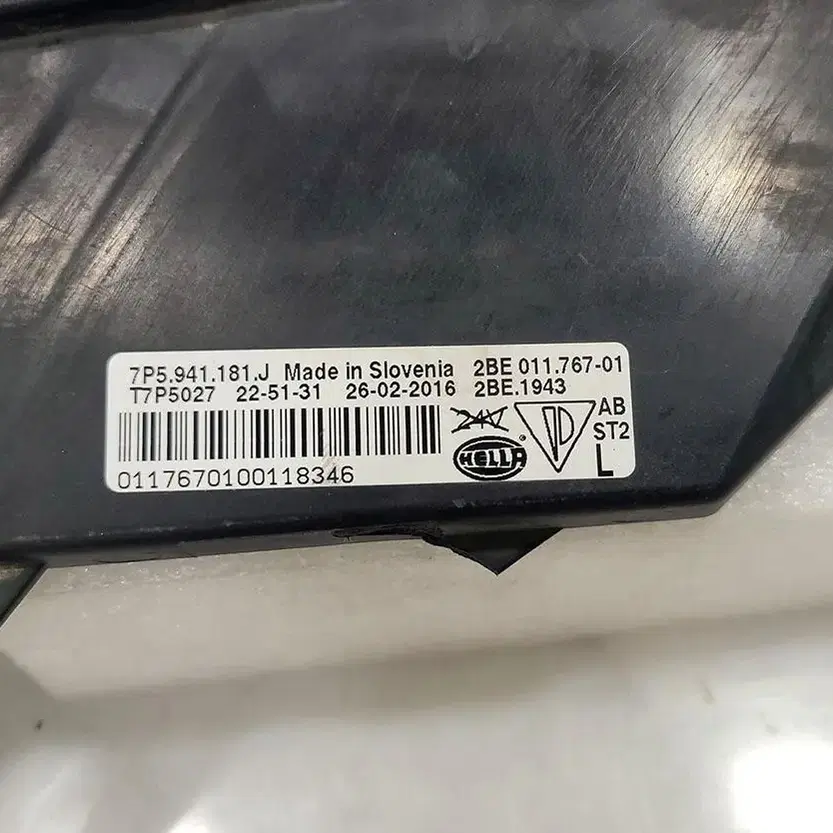 7P5.941.181.J Made in Slovenia 2BE 011.767-01
T7P5027 22-51-31 26-02-2016 2BE.1943
24V
AB
ST2
HELLA ®
L
0117670100118346